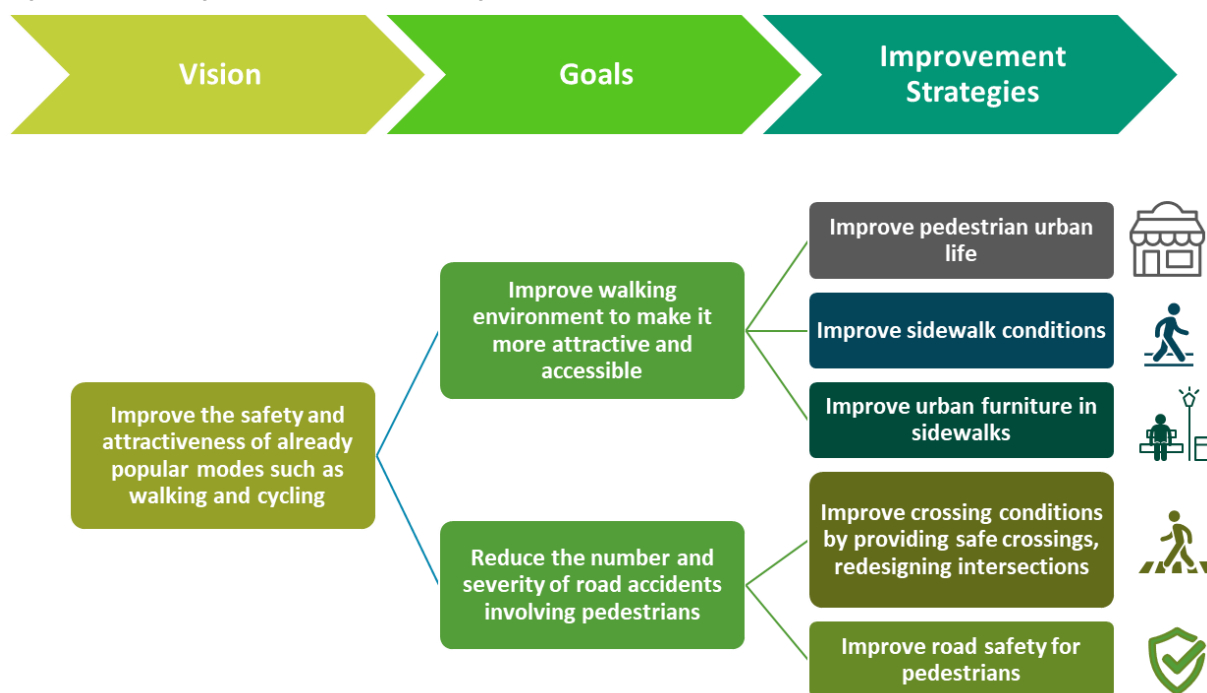 Vision
Goals
Improvement
Strategies
Improve the safety and
attractiveness of already
popular modes such as
walking and cycling
Improve walking
environment to make it
more attractive and
accessible
Reduce the number and
severity of road accidents
involving pedestrians
Improve pedestrian urban
life
Improve sidewalk conditions
Improve urban furniture in
sidewalks
Improve crossing conditions
by providing safe crossings,
redesigning intersections
Improve road safety for
pedestrians